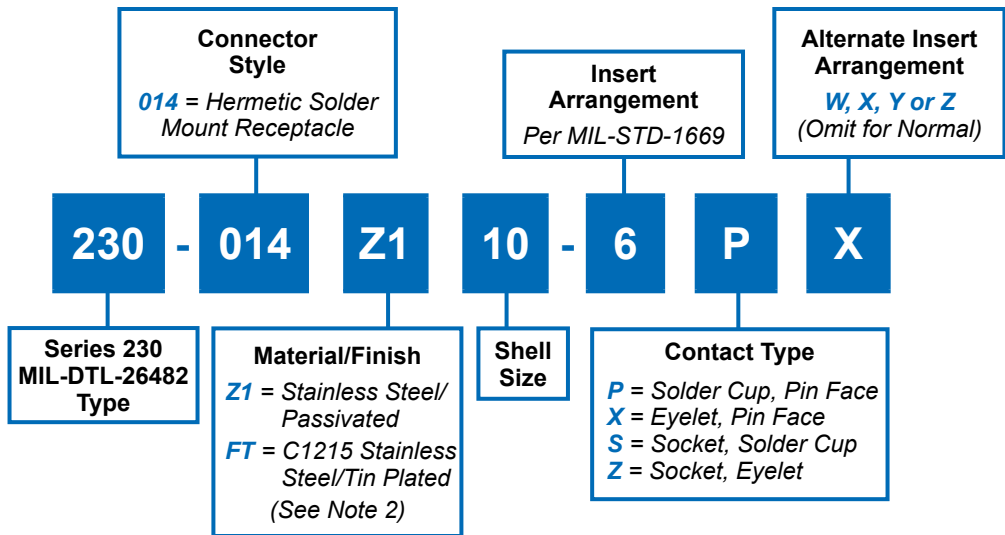 Connector
Style
014 = Hermetic Solder
Mount Receptacle
Insert
Arrangement
Per MIL-STD-1669
Alternate Insert
Arrangement
W, X, Y or Z
(Omit for Normal)
230 - 014 Z1 10 - 6 P X
Series 230
MIL-DTL-26482
Type
Material/Finish
Z1 = Stainless Steel/
Passivated
FT = C1215 Stainless
Steel/Tin Plated
(See Note 2)
Shell
Size
Contact Type
P = Solder Cup, Pin Face
X = Eyelet, Pin Face
S = Socket, Solder Cup
Z = Socket, Eyelet